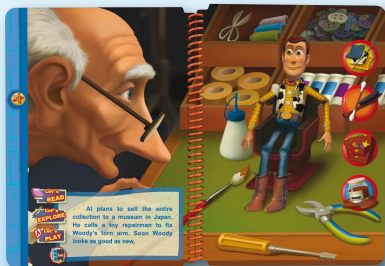 Let's
READ
Let's
EXPLORE
Let's
PLAY
Al plans to sell the entire
collection to a museum in Japan.
He calls a toy repairman to fix
Woody's torn arm. Soon Woody
looks as good as new.